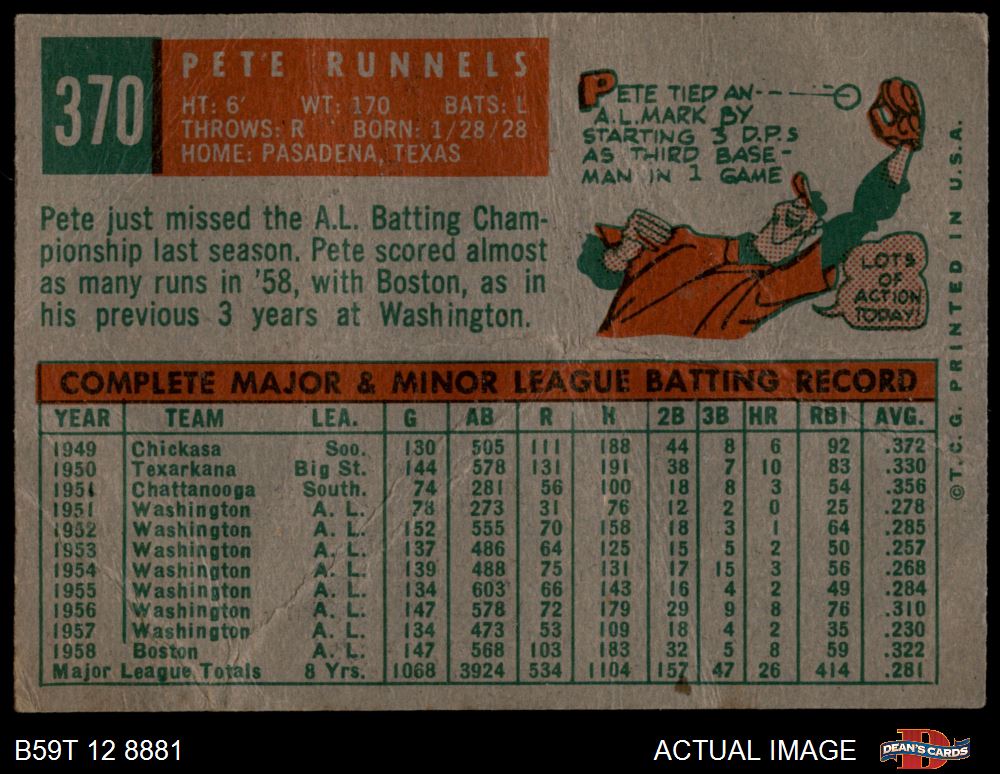 370
PETE RUNNELS
HT: 6' WT: 170 BATS: L
THROWS: R BORN: 1/28/28
HOME: PASADENA, TEXAS
Pete just missed the A.L. Batting Cham-
pionship last season. Pete scored almost
as many runs in '58, with Boston, as in
his previous 3 years at Washington.
PETE TIED AN
A.L. MARK BY
STARTING 3 D.P.S
AS THIRD BASE-
MAN IN 1 GAME
LOTS
OF
ACTION
TODAY!
COMPLETE MAJOR & MINOR LEAGUE BATTING RECORD
YEAR TEAM LEA. G AB R H 2B 3B HR RBI AVG.
1949 Chickasa Soo. 130 505 111 188 44 8 6 92 .372
1950 Texarkana Big St. 144 578 131 191 38 7 10 83 .330
1951 Chattanooga South. 74 281 56 100 18 8 3 54 .356
1951 Washington A. L. 78 273 31 76 12 2 0 25 .278
1952 Washington A. L. 152 555 70 158 18 3 1 64 .285
1953 Washington A. L. 137 486 64 125 15 5 2 50 .257
1954 Washington A. L. 139 488 75 131 17 15 3 56 .268
1955 Washington A. L. 134 603 66 143 16 4 2 49 .284
1956 Washington A. L. 147 578 72 179 29 9 8 76 .310
1957 Washington A. L. 134 473 53 109 18 4 2 35 .230
1958 Boston A. L. 147 568 103 183 32 5 8 59 .322
Major League Totals 8 Yrs. 1068 3924 534 1104 157 47 26 414 .281
© T. C. G. PRINTED IN U.S.A.
B59T 12 8881
ACTUAL IMAGE
DEAN'S CARDS